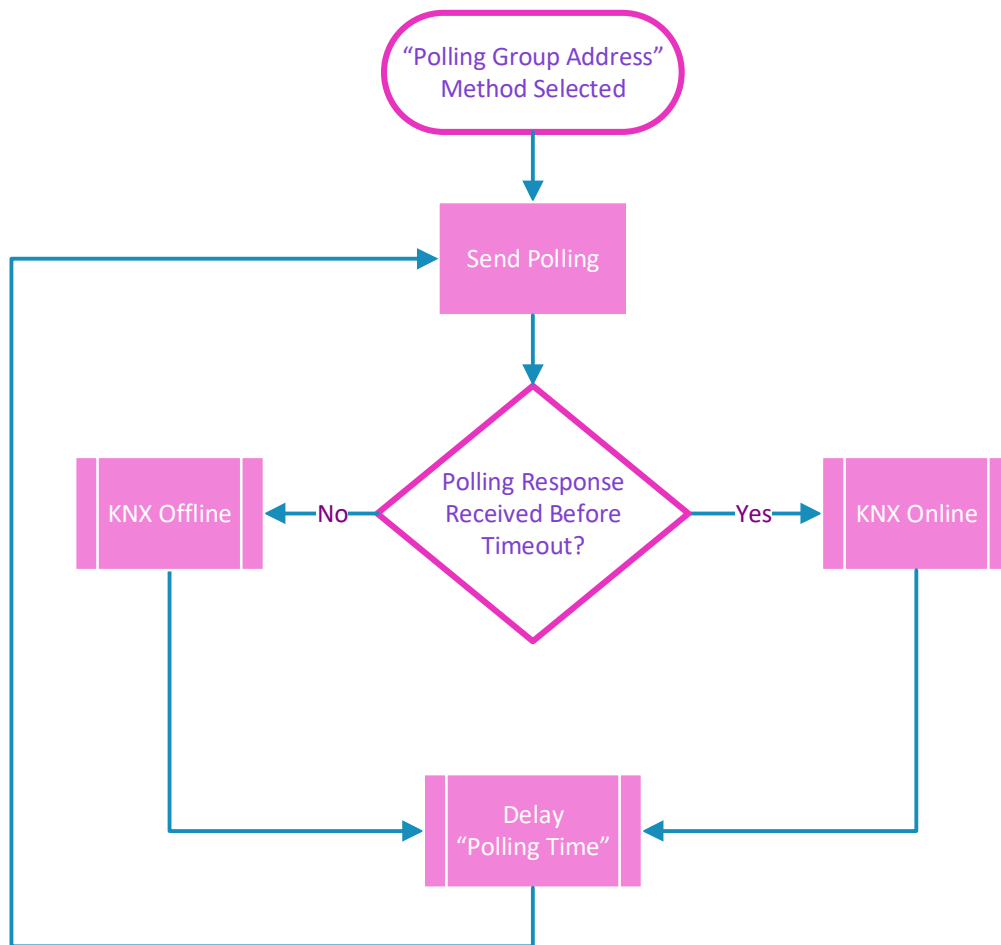 “Polling Group Address”
Method Selected
Send Polling
Polling Response
Received Before
Timeout?
KNX Offline
No
Yes
KNX Online
Delay
“Polling Time”